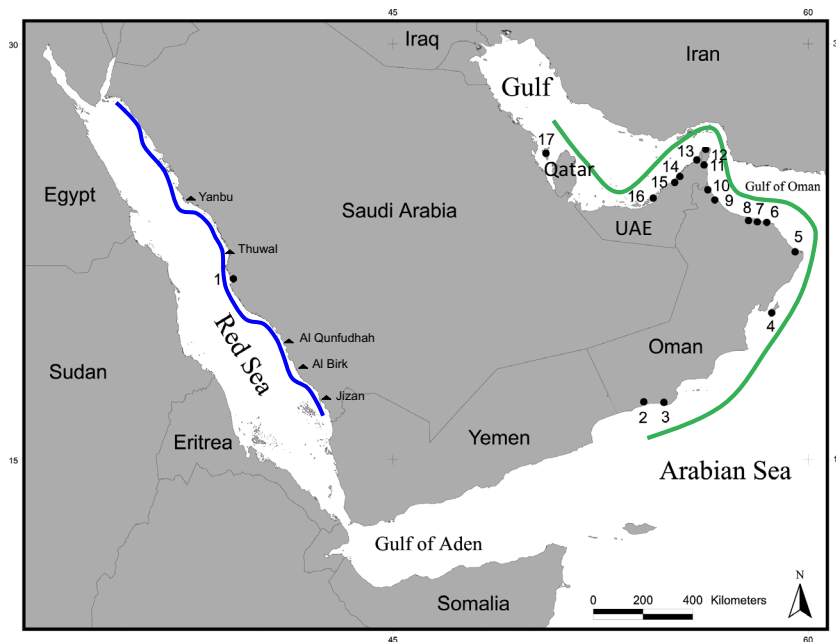 45
60
30
3
Iraq
Iran
Gulf
17
Qatar
13
12
11
14
15
16
10
9
Gulf of Oman
UAE
8
7
6
5
4
Egypt
Yanbu
Saudi Arabia
Thuwal
1
Red Sea
Al Qunfudhah
Al Birk
Jizan
Oman
2
3
Sudan
Eritrea
Yemen
15
1
Arabian Sea
Gulf of Aden
Somalia
N
0 200 400 Kilometers
45
60